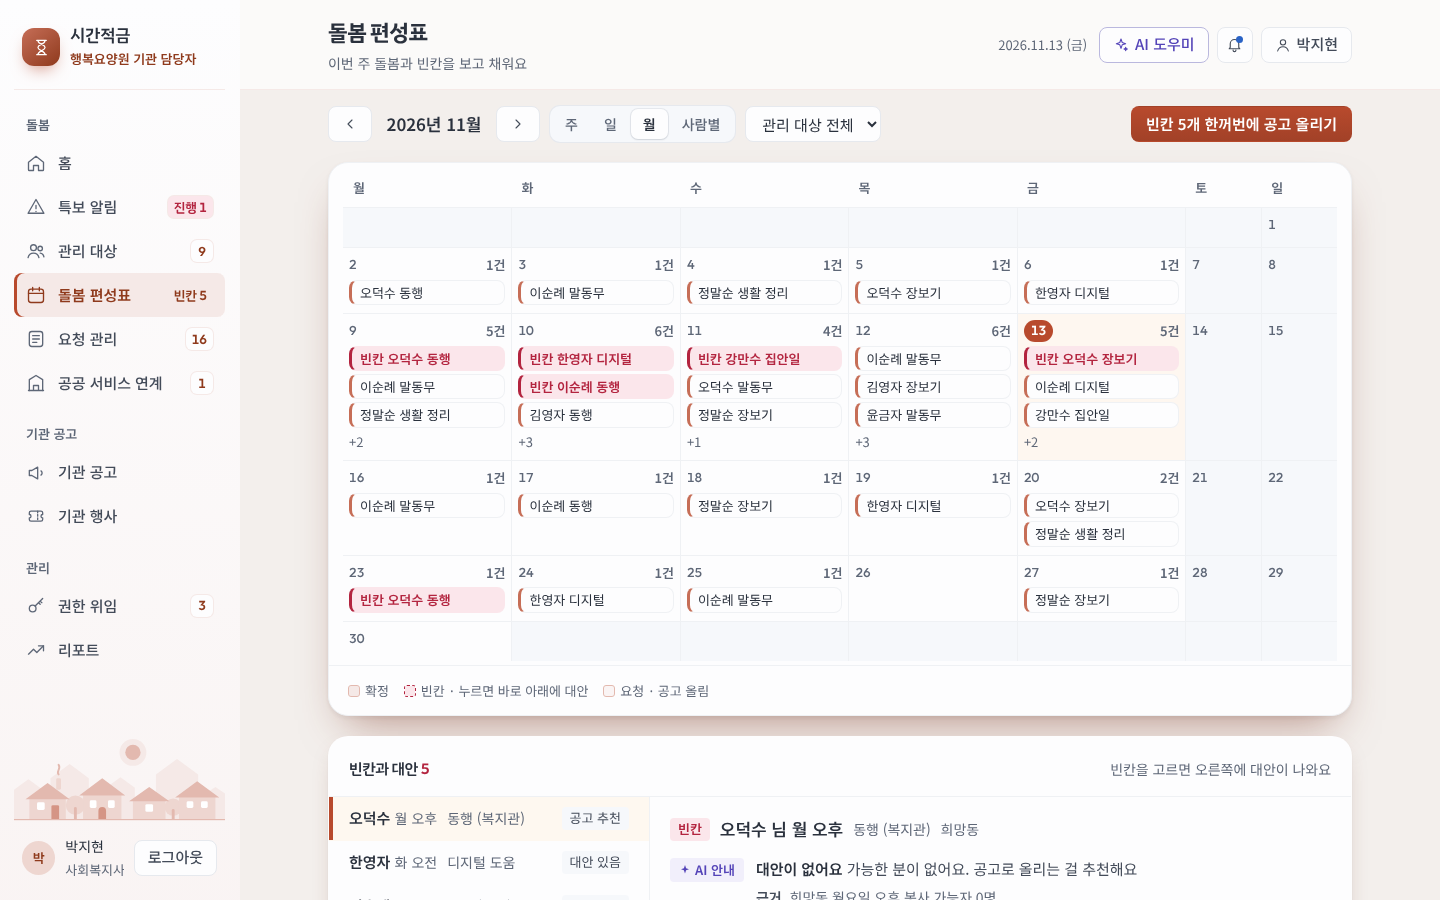 시간적금
행복요양원 기관 담당자
돌봄
홈
특보 알림 진행 1
관리 대상 9
돌봄 편성표 빈칸 5
요청 관리 16
공공 서비스 연계 1
기관 공고
기관 공고
기관 행사
관리
권한 위임 3
리포트
박
박지현
사회복지사
로그아웃
돌봄 편성표
이번 주 돌봄과 빈칸을 보고 채워요
2026.11.13 (금)
AI 도우미
박지현
2026년 11월
주 일 월 사람별
관리 대상 전체
빈칸 5개 한꺼번에 공고 올리기
월 화 수 목 금 토 일
1
2 1건 3 1건 4 1건 5 1건 6 1건 7 8
오덕수 동행 이순례 말동무 정말순 생활 정리 오덕수 장보기 한영자 디지털
9 5건 10 6건 11 4건 12 6건 13 5건 14 15
빈칸 오덕수 동행 빈칸 한영자 디지털 빈칸 강만수 집안일 이순례 말동무 빈칸 오덕수 장보기
이순례 말동무 빈칸 이순례 동행 오덕수 말동무 김영자 장보기 이순례 디지털
정말순 생활 정리 김영자 동행 정말순 장보기 윤금자 말동무 강만수 집안일
+2 +3 +1 +3 +2
16 1건 17 1건 18 1건 19 1건 20 2건 21 22
이순례 말동무 이순례 동행 정말순 장보기 한영자 디지털 오덕수 장보기
정말순 생활 정리
23 1건 24 1건 25 1건 26 27 1건 28 29
빈칸 오덕수 동행 한영자 디지털 이순례 말동무 정말순 장보기
30
확정 빈칸 · 누르면 바로 아래에 대안 요청 · 공고 올림
빈칸과 대안 5
빈칸을 고르면 오른쪽에 대안이 나와요
오덕수 월 오후 동행 (복지관) 공고 추천
한영자 화 오전 디지털 도움 대안 있음
빈칸 오덕수 님 월 오후 동행 (복지관) 희망동
AI 안내 대안이 없어요 가능한 분이 없어요. 공고로 올리는 걸 추천해요
근거 희망동 월요일 오후 봉사 가능자 0명